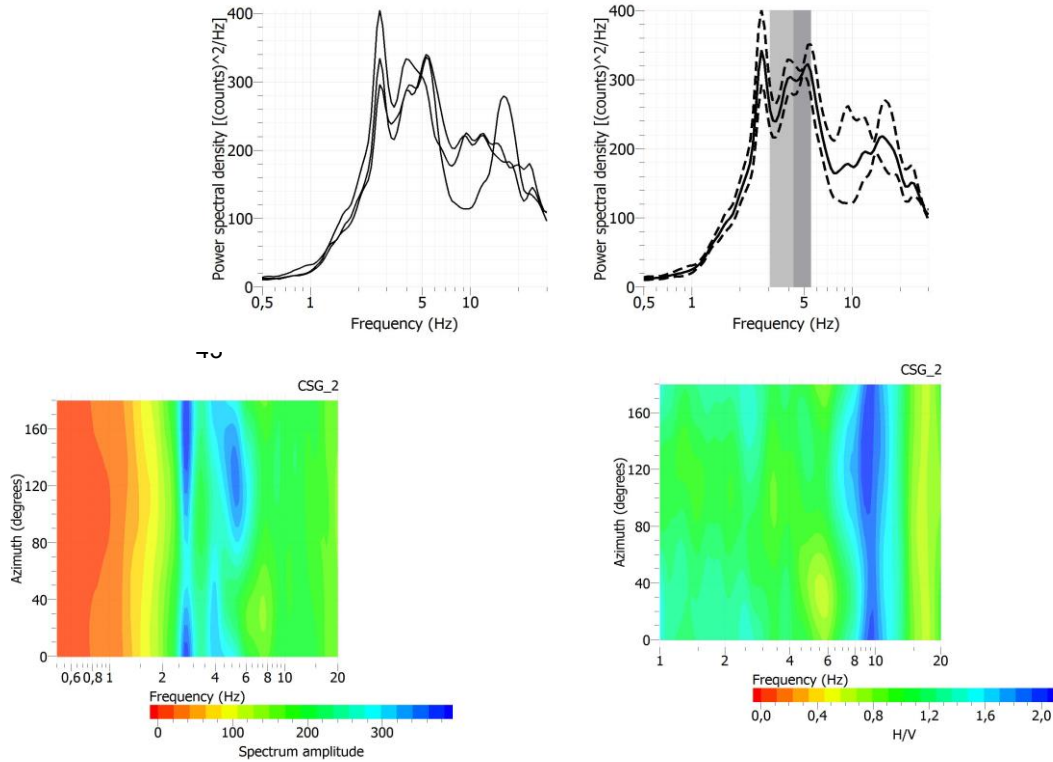 Power spectral density [(counts)^2/Hz]
400
300
200
100
0
0,5 1 5 10
Frequency (Hz)
Power spectral density [(counts)^2/Hz]
400
300
200
100
0
0,5 1 5 10
Frequency (Hz)
CSG_2
Azimuth (degrees)
160
120
80
40
0
0,6 0,8 1 2 4 6 8 10 20
Frequency (Hz)
0 100 200 300
Spectrum amplitude
CSG_2
Azimuth (degrees)
160
120
80
40
0
1 2 4 6 8 10 20
Frequency (Hz)
0,0 0,4 0,8 1,2 1,6 2,0
H/V